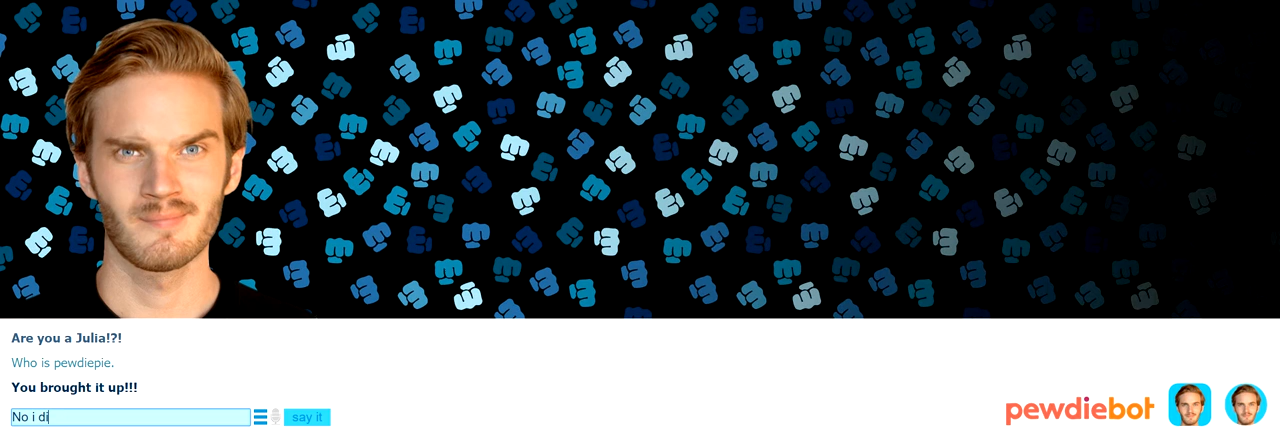 Are you a Julia!?!
Who is pewdiepie.
You brought it up!!!
No i di
say it
pewdiebot